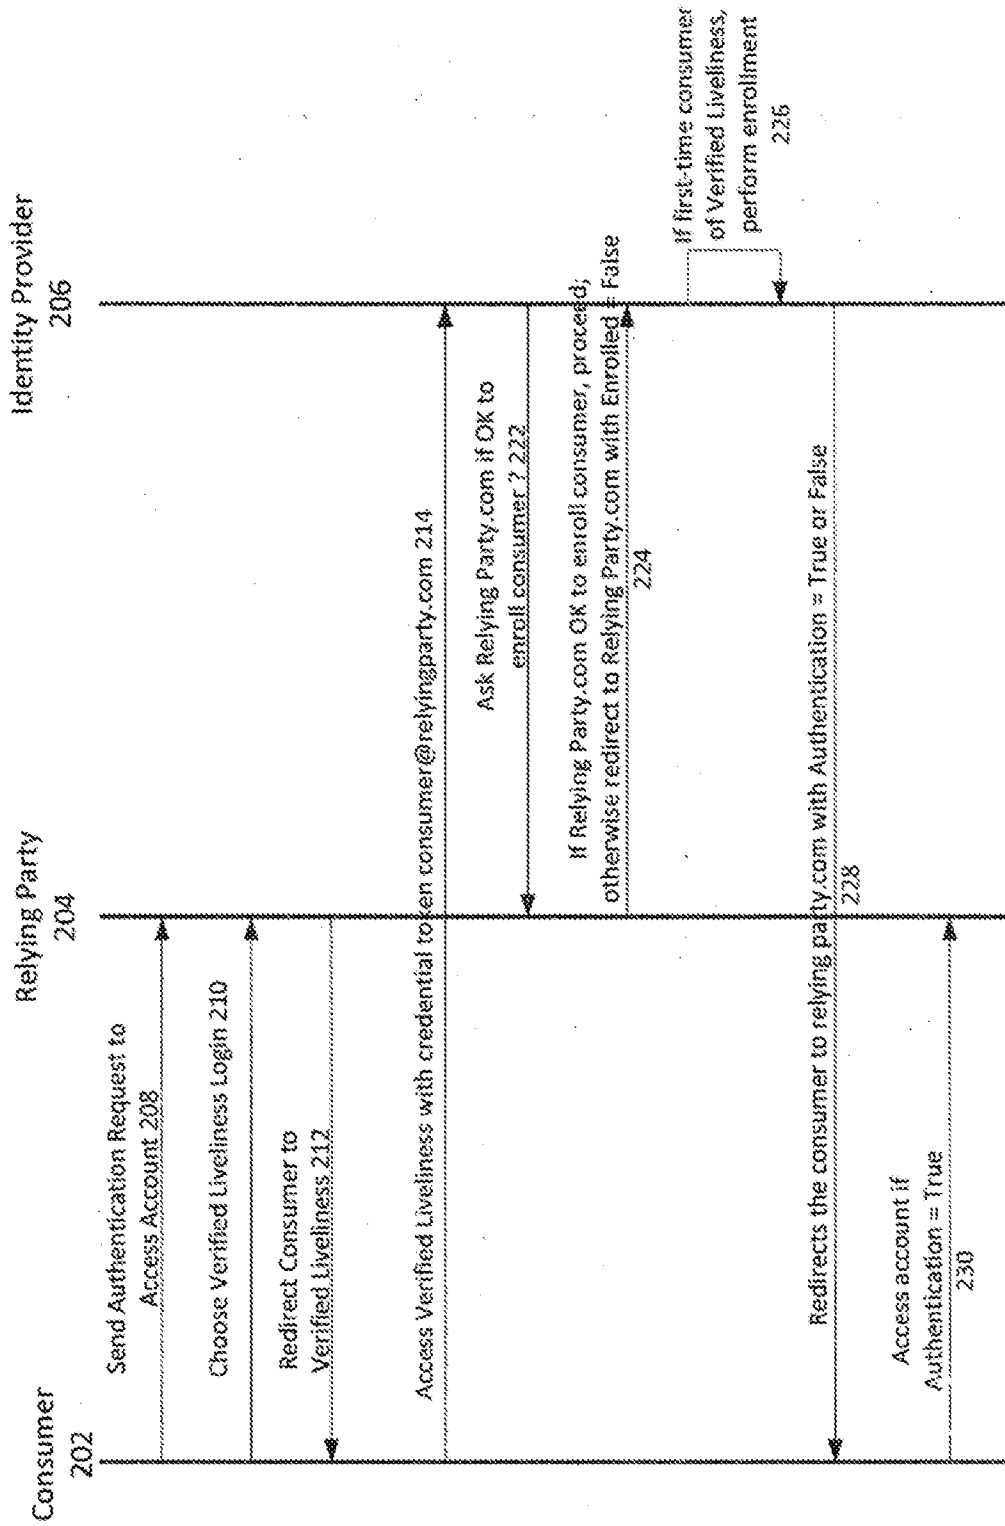 Consumer
202
Relying Party
204
Identity Provider
206
Send Authentication Request to
Access Account 208
Choose Verified Liveliness Login 210
Redirect Consumer to
Verified Liveliness 212
Access Verified Liveliness with credential token consumer@relyingparty.com 214
Ask Relying Party.com if OK to
enroll consumer ? 222
If Relying Party.com OK to enroll consumer, proceed;
otherwise redirect to Relying Party.com with Enrolled = False
224
If first-time consumer
of Verified Liveliness,
perform enrollment
226
Redirects the consumer to relying party.com with Authentication = True or False
228
Access account if
Authentication = True
230